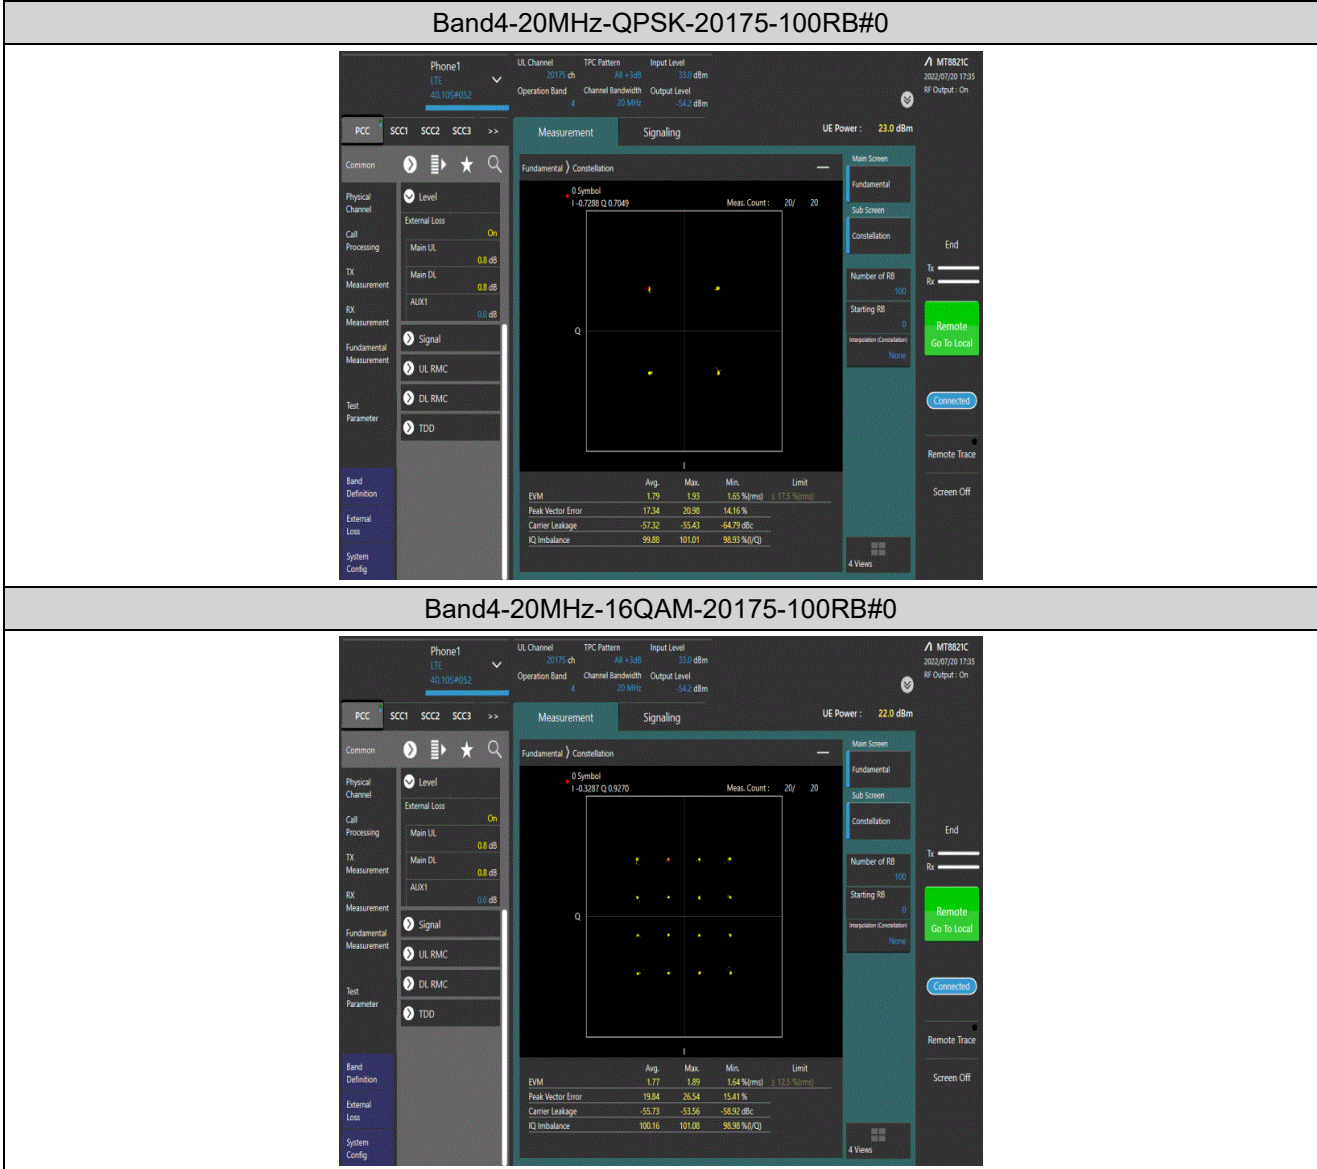 Band4-20MHz-QPSK-20175-100RB#0
Phone1
LTE
40.105#052
UL Channel TPC Pattern Input Level
20175 ch All +3dB 33.0 dBm
Operation Band Channel Bandwidth Output Level
4 20 MHz -54.2 dBm
MT8821C
2022/07/20 17:35
RF Output : On
PCC SCC1 SCC2 SCC3 >>
Measurement Signaling
UE Power : 23.0 dBm
Common
Physical Channel
Call Processing
TX Measurement
RX Measurement
Fundamental Measurement
Test Parameter
Band Definition
External Loss
System Config
Level
External Loss
On
Main UL
0.8 dB
Main DL
0.8 dB
AUX1
0.0 dB
Signal
UL RMC
DL RMC
TDD
Fundamental 〉 Constellation
0 Symbol
I -0.7288 Q 0.7049 Meas. Count : 20/ 20
Q
I
Avg. Max. Min. Limit
EVM 1.79 1.93 1.65 %(rms) ≤ 17.5 %(rms)
Peak Vector Error 17.34 20.98 14.16 %
Carrier Leakage -57.32 -55.43 -64.79 dBc
IQ Imbalance 99.88 101.01 98.93 %(I/Q)
Main Screen
Fundamental
Sub Screen
Constellation
Number of RB
100
Starting RB
0
Interpolation (Constellation)
None
4 Views
End
Tx
Rx
Remote
Go To Local
Connected
Remote Trace
Screen Off
Band4-20MHz-16QAM-20175-100RB#0
Phone1
LTE
40.105#052
UL Channel TPC Pattern Input Level
20175 ch All +3dB 33.0 dBm
Operation Band Channel Bandwidth Output Level
4 20 MHz -54.2 dBm
MT8821C
2022/07/20 17:35
RF Output : On
PCC SCC1 SCC2 SCC3 >>
Measurement Signaling
UE Power : 22.0 dBm
Common
Physical Channel
Call Processing
TX Measurement
RX Measurement
Fundamental Measurement
Test Parameter
Band Definition
External Loss
System Config
Level
External Loss
On
Main UL
0.8 dB
Main DL
0.8 dB
AUX1
0.0 dB
Signal
UL RMC
DL RMC
TDD
Fundamental 〉 Constellation
0 Symbol
I -0.3287 Q 0.9270 Meas. Count : 20/ 20
Q
I
Avg. Max. Min. Limit
EVM 1.77 1.89 1.64 %(rms) ≤ 12.5 %(rms)
Peak Vector Error 19.84 26.54 15.41 %
Carrier Leakage -55.73 -53.56 -58.92 dBc
IQ Imbalance 100.16 101.08 98.98 %(I/Q)
Main Screen
Fundamental
Sub Screen
Constellation
Number of RB
100
Starting RB
0
Interpolation (Constellation)
None
4 Views
End
Tx
Rx
Remote
Go To Local
Connected
Remote Trace
Screen Off